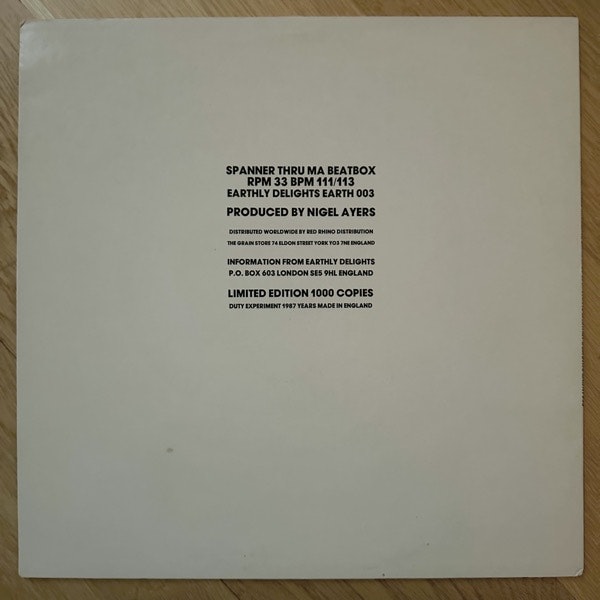 SPANNER THRU MA BEATBOX
RPM 33 BPM 111/113
EARTHLY DELIGHTS EARTH 003
PRODUCED BY NIGEL AYERS
DISTRIBUTED WORLDWIDE BY RED RHINO DISTRIBUTION
THE GRAIN STORE 74 ELDON STREET YORK YO3 7NE ENGLAND
INFORMATION FROM EARTHLY DELIGHTS
P.O. BOX 603 LONDON SE5 9HL ENGLAND
LIMITED EDITION 1000 COPIES
DUTY EXPERIMENT 1987 YEARS MADE IN ENGLAND